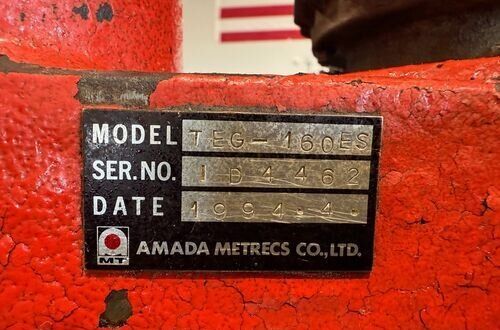 MODEL TEG-160ES
SER.NO. 1D4462
DATE 1994.4.
MT AMADA METRECS CO.,LTD.